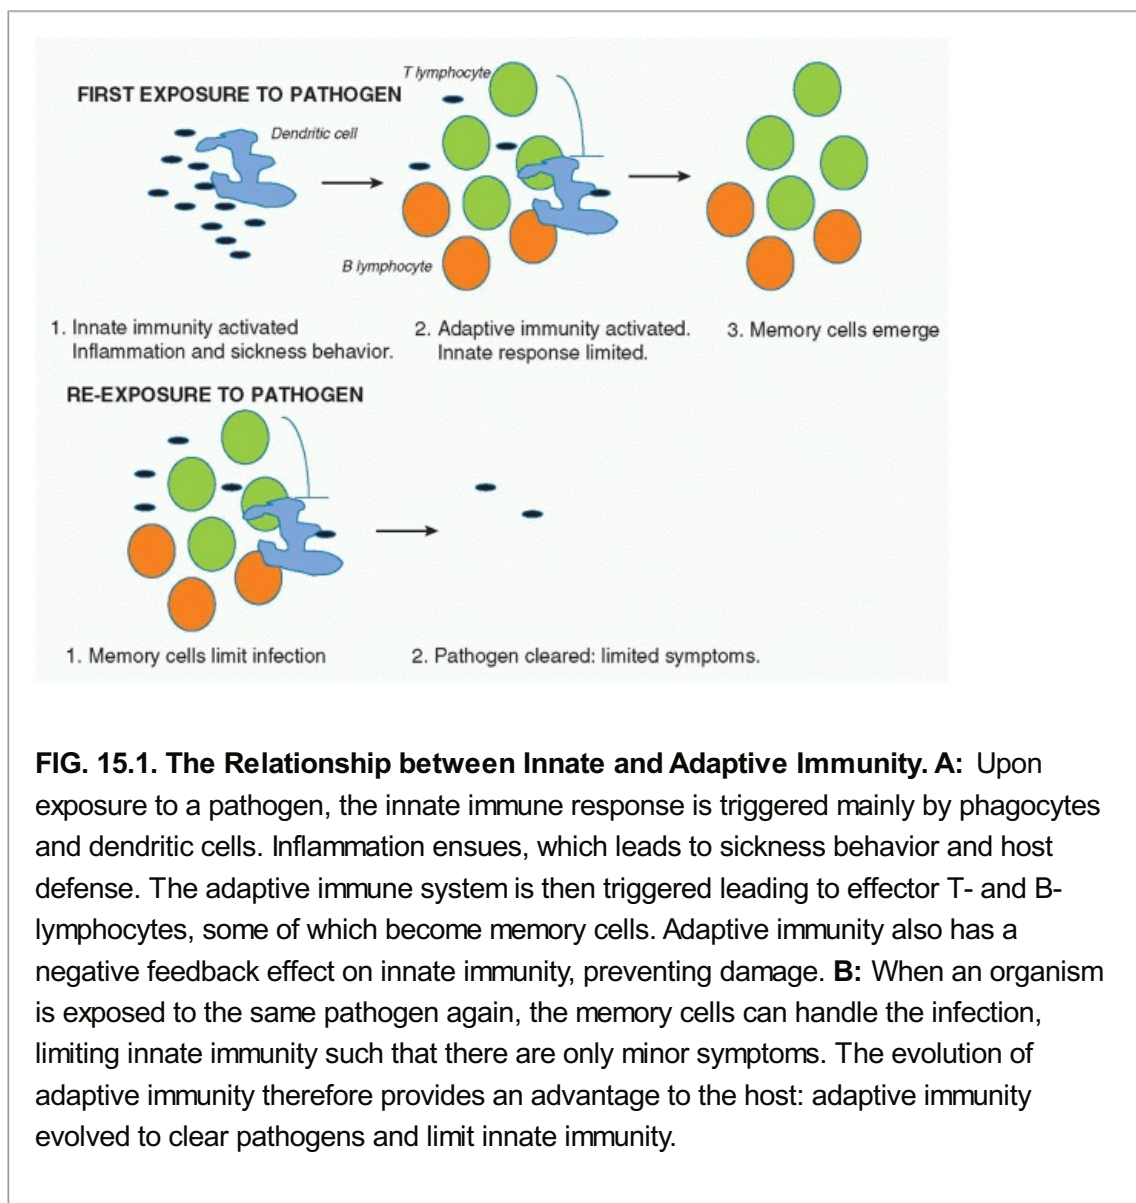 T lymphocyte
FIRST EXPOSURE TO PATHOGEN
Dendritic cell
B lymphocyte
1. Innate immunity activated
Inflammation and sickness behavior.
2. Adaptive immunity activated.
Innate response limited.
3. Memory cells emerge
RE-EXPOSURE TO PATHOGEN
1. Memory cells limit infection
2. Pathogen cleared: limited symptoms.
FIG. 15.1. The Relationship between Innate and Adaptive Immunity. A: Upon
exposure to a pathogen, the innate immune response is triggered mainly by phagocytes
and dendritic cells. Inflammation ensues, which leads to sickness behavior and host
defense. The adaptive immune system is then triggered leading to effector T- and B-
lymphocytes, some of which become memory cells. Adaptive immunity also has a
negative feedback effect on innate immunity, preventing damage. B: When an organism
is exposed to the same pathogen again, the memory cells can handle the infection,
limiting innate immunity such that there are only minor symptoms. The evolution of
adaptive immunity therefore provides an advantage to the host: adaptive immunity
evolved to clear pathogens and limit innate immunity.